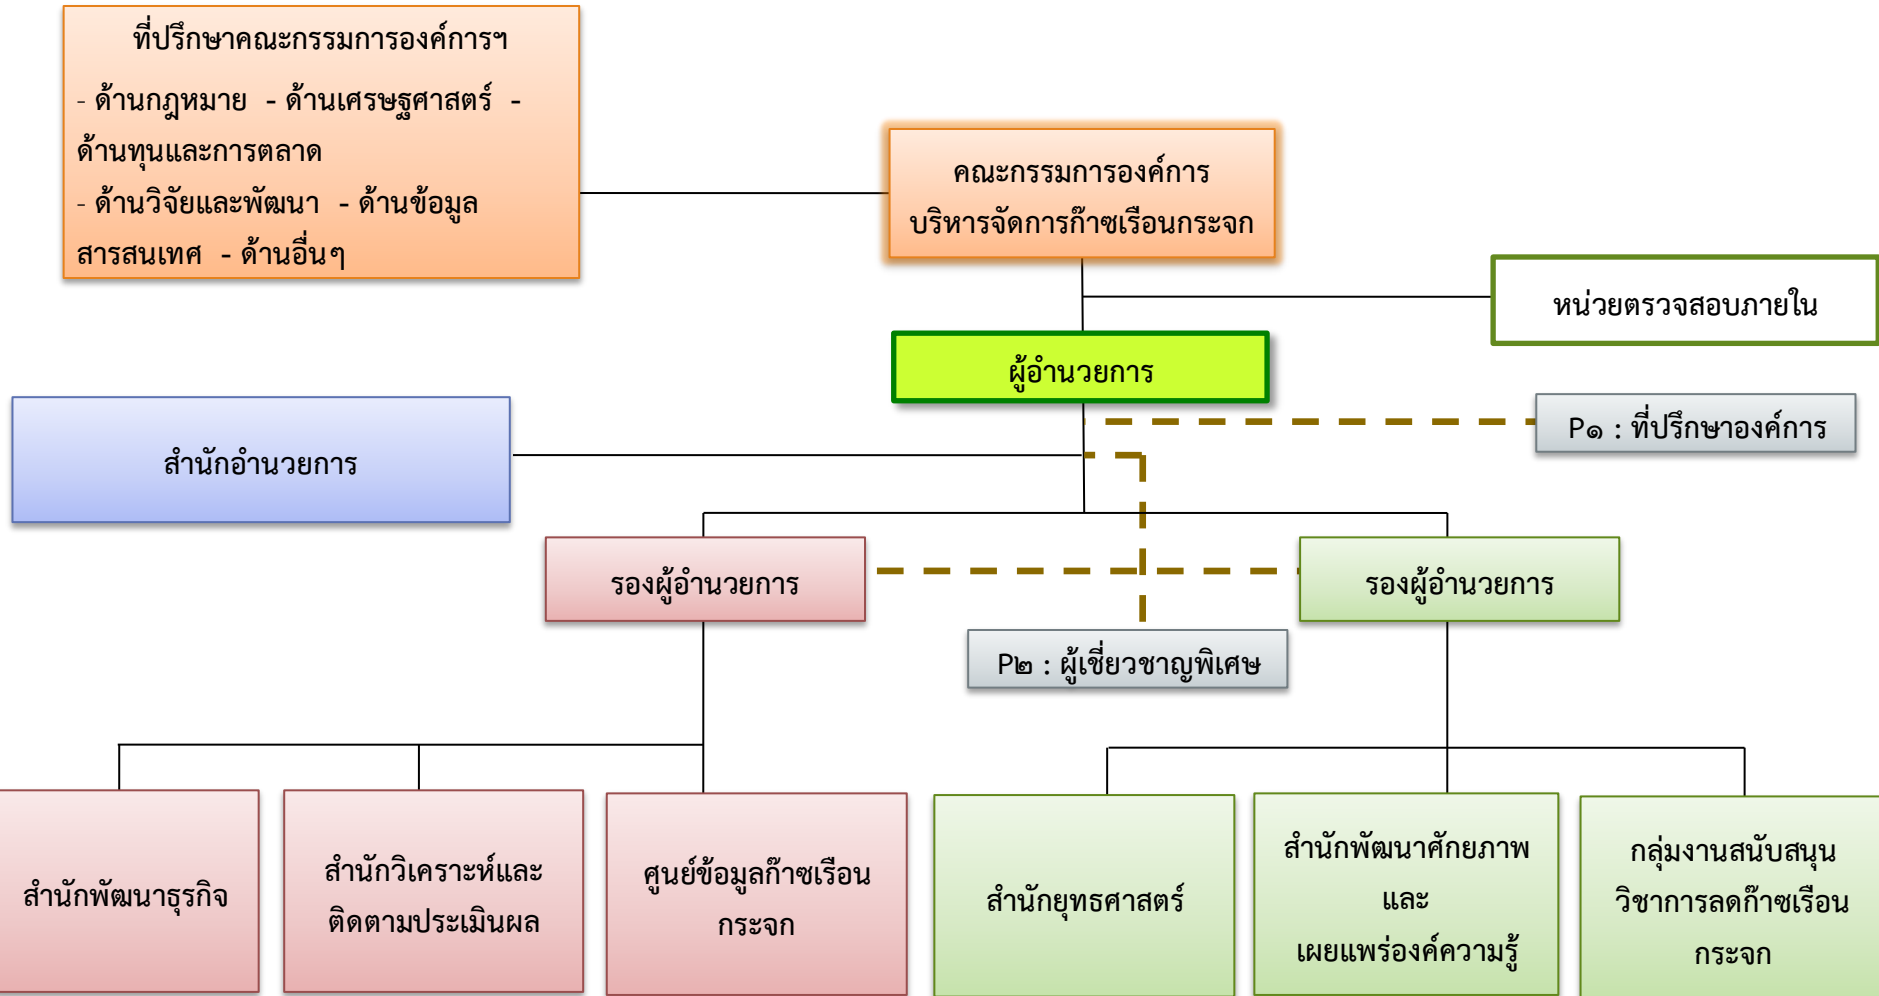 ที่ปรึกษาคณะกรรมการองค์การฯ
- ด้านกฎหมาย - ด้านเศรษฐศาสตร์ -
ด้านทุนและการตลาด
- ด้านวิจัยและพัฒนา - ด้านข้อมูล
สารสนเทศ - ด้านอื่นๆ
คณะกรรมการองค์การ
บริหารจัดการก๊าซเรือนกระจก
หน่วยตรวจสอบภายใน
ผู้อำนวยการ
P๑ : ที่ปรึกษาองค์การ
สำนักอำนวยการ
รองผู้อำนวยการ
รองผู้อำนวยการ
P๒ : ผู้เชี่ยวชาญพิเศษ
สำนักพัฒนาธุรกิจ
สำนักวิเคราะห์และ
ติดตามประเมินผล
ศูนย์ข้อมูลก๊าซเรือน
กระจก
สำนักยุทธศาสตร์
สำนักพัฒนาศักยภาพ
และ
เผยแพร่องค์ความรู้
กลุ่มงานสนับสนุน
วิชาการลดก๊าซเรือน
กระจก